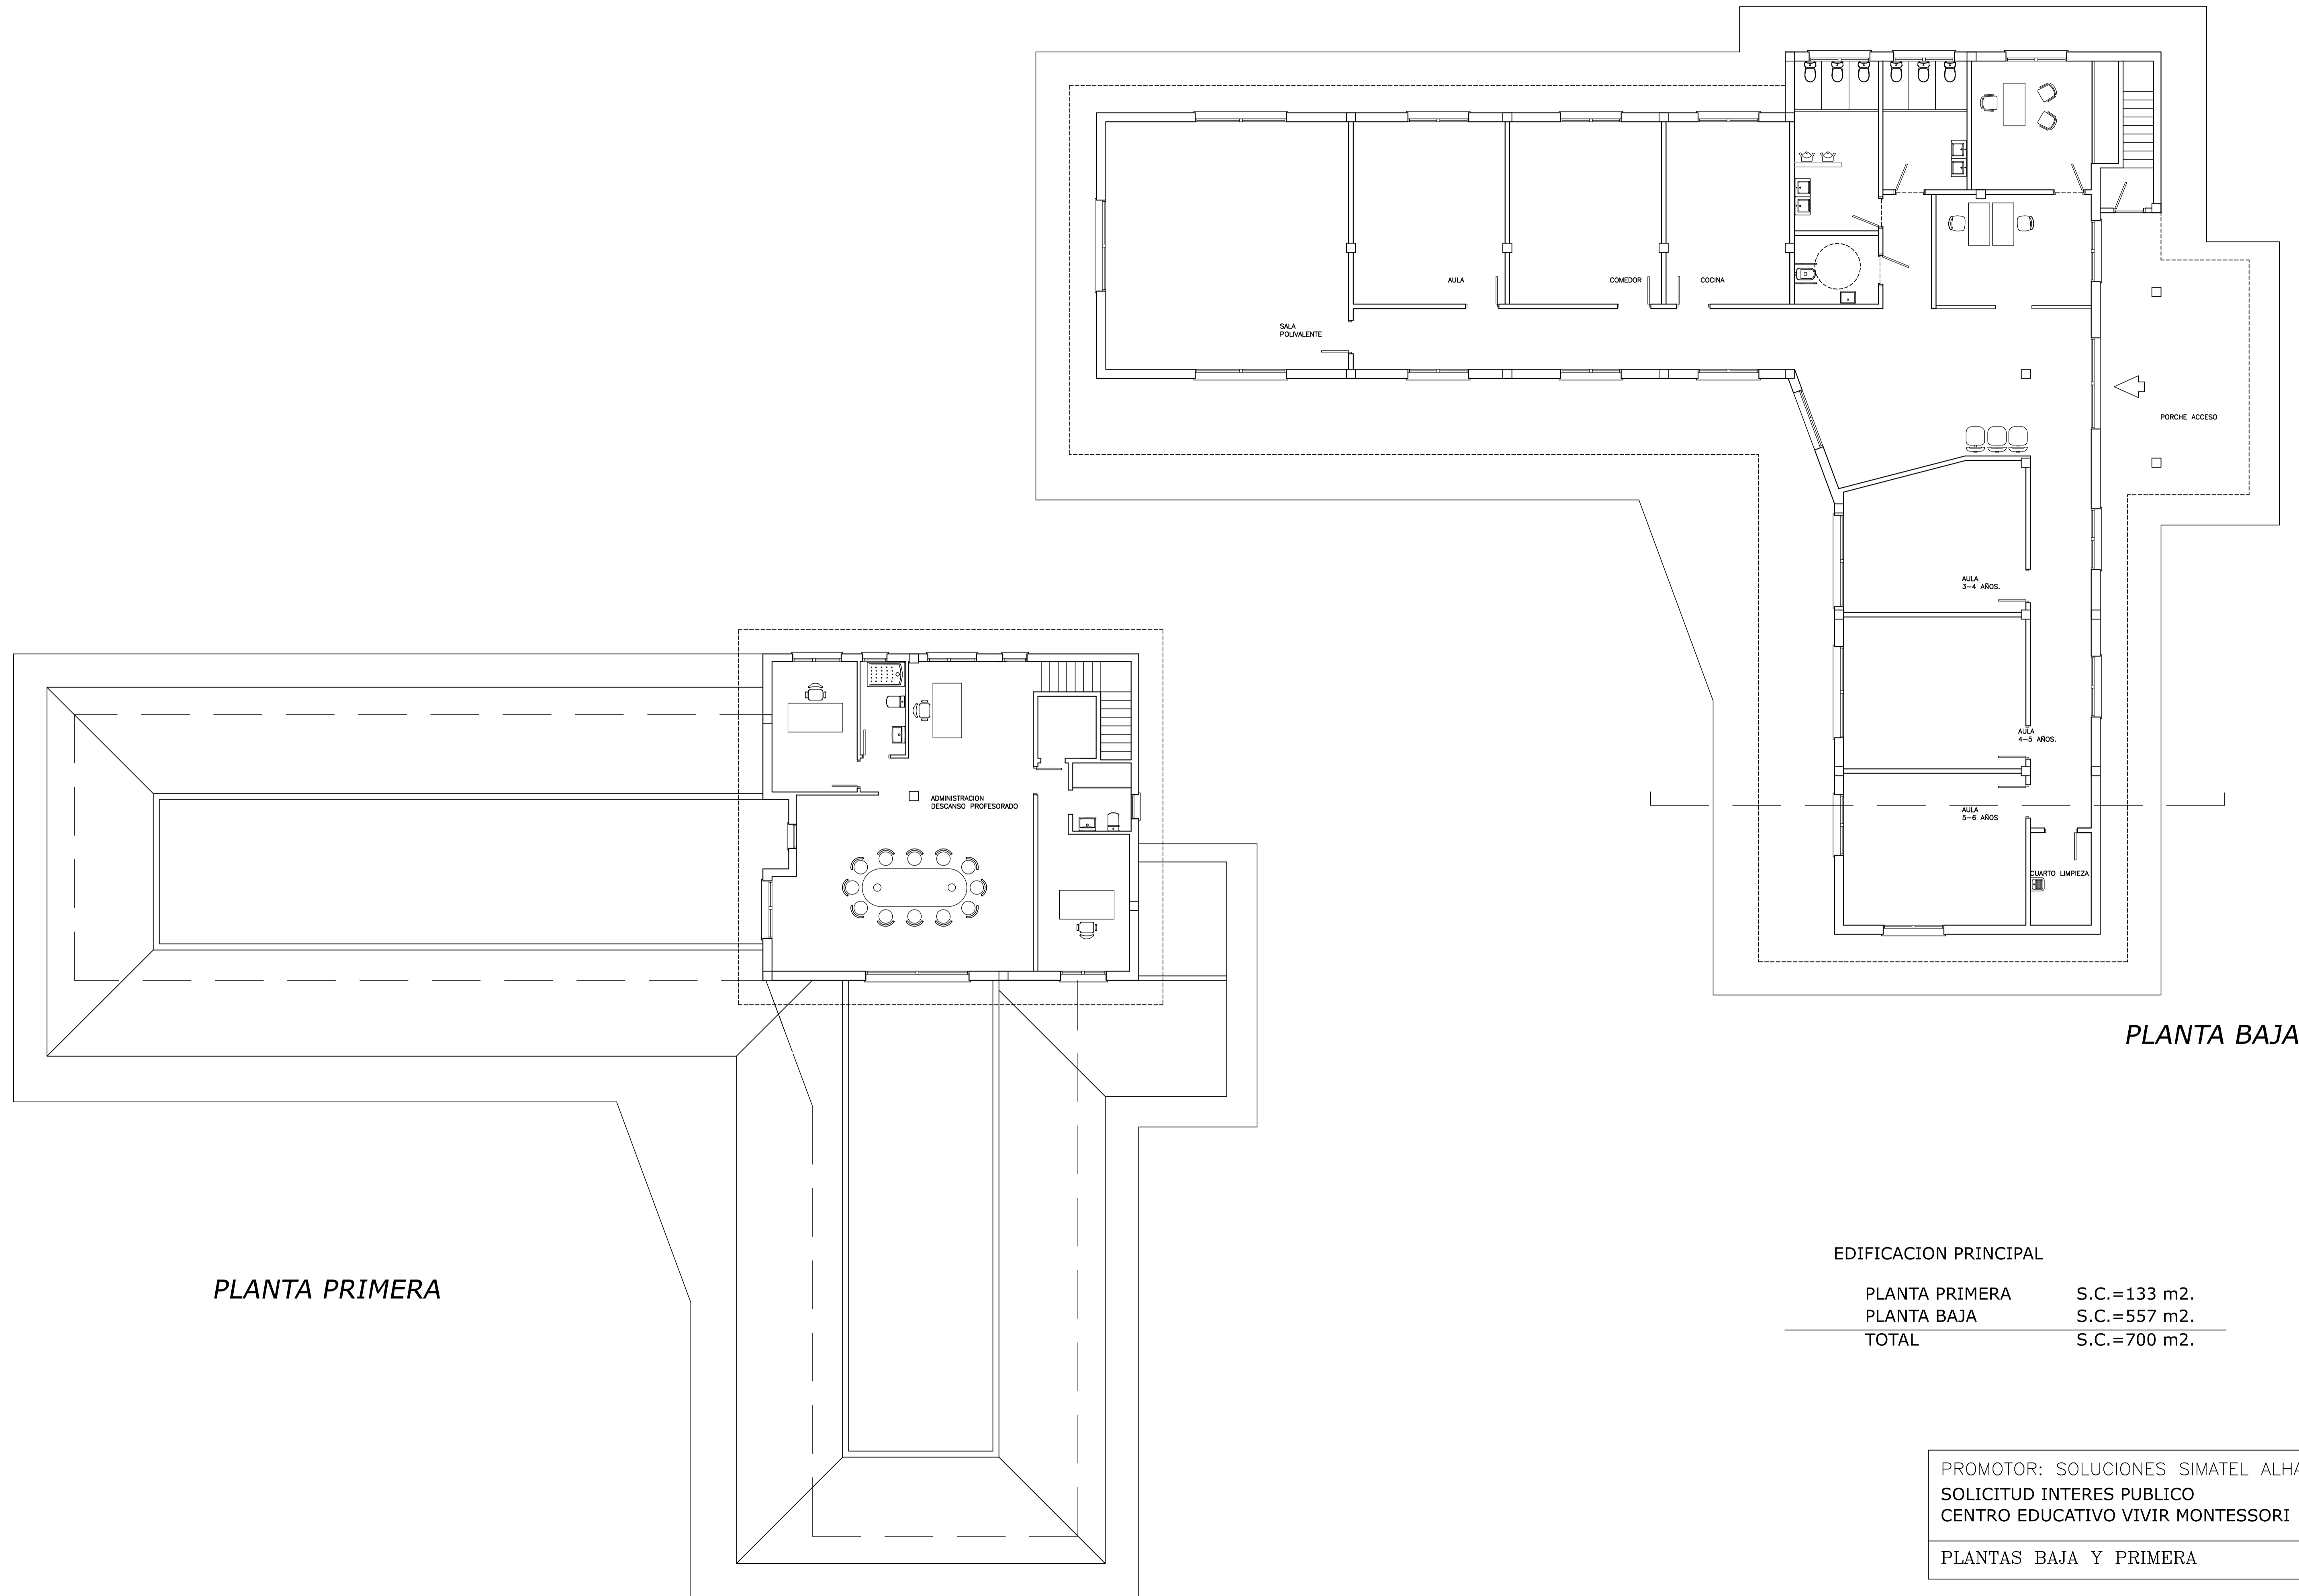 AULA
COMEDOR
COCINA
SALA
POLIVALENTE
PORCHE ACCESO
AULA
3-4 AÑOS.
AULA
4-5 AÑOS.
AULA
5-6 AÑOS
CUARTO LIMPIEZA
PLANTA BAJA
ADMINISTRACION
DESCANSO PROFESORADO
PLANTA PRIMERA
EDIFICACION PRINCIPAL
PLANTA PRIMERA S.C.=133 m2.
PLANTA BAJA S.C.=557 m2.
TOTAL S.C.=700 m2.
PROMOTOR: SOLUCIONES SIMATEL
SOLICITUD INTERES PUBLICO
CENTRO EDUCATIVO VIVIR MONTESSORI
PLANTAS BAJA Y PRIMERA